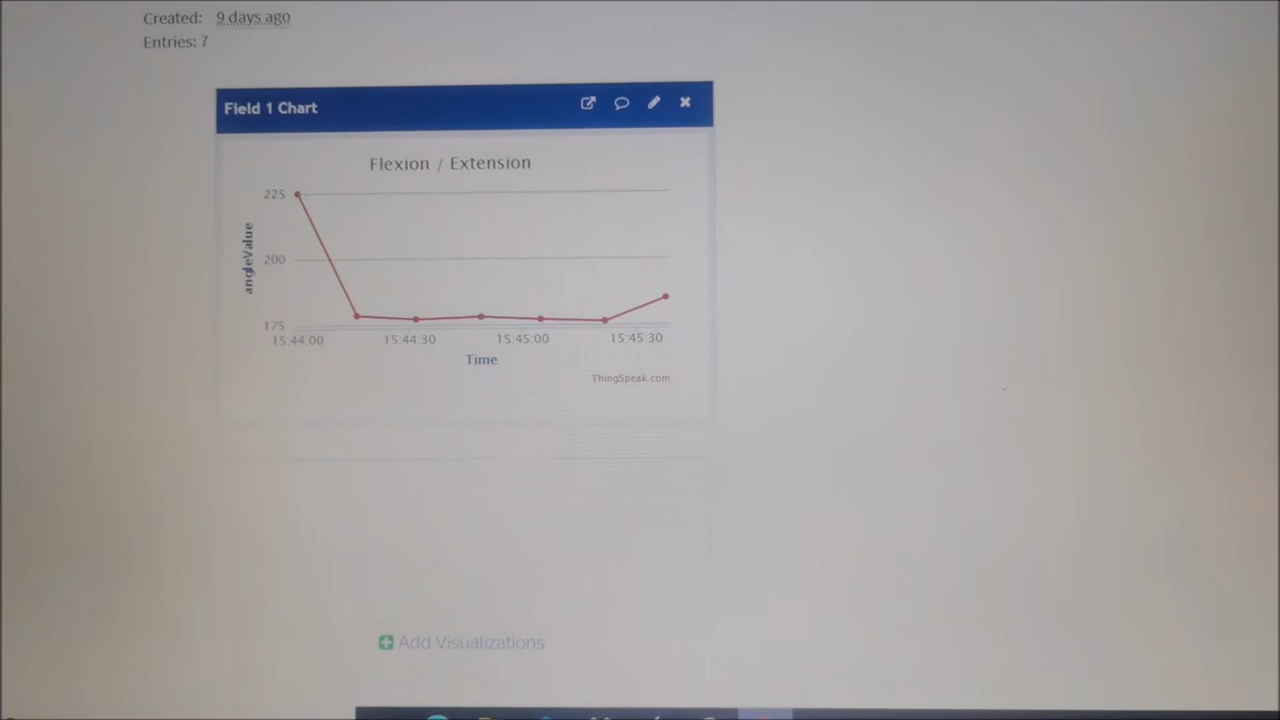 Created: 9 days ago
Entries: 7
Field 1 Chart
Flexion / Extension
225
200
175
angleValue
15:44:00 15:44:30 15:45:00 15:45:30
Time
ThingSpeak.com
Add Visualizations